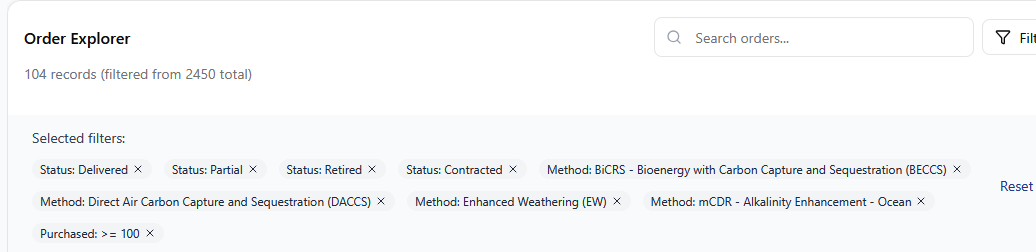 Order Explorer
Search orders...
Filt
104 records (filtered from 2450 total)
Selected filters:
Status: Delivered × Status: Partial × Status: Retired × Status: Contracted × Method: BiCRS - Bioenergy with Carbon Capture and Sequestration (BECCS) ×
Reset
Method: Direct Air Carbon Capture and Sequestration (DACCS) × Method: Enhanced Weathering (EW) × Method: mCDR - Alkalinity Enhancement - Ocean ×
Purchased: >= 100 ×